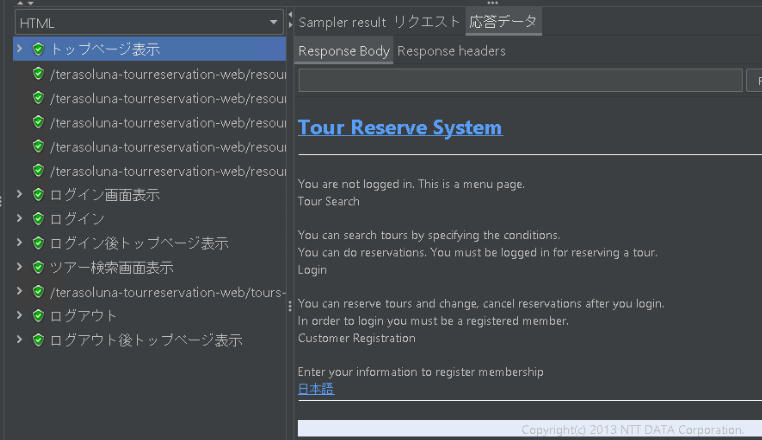 HTML
トップページ表示
/terasoluna-tourreservation-web/resou
/terasoluna-tourreservation-web/resou
/terasoluna-tourreservation-web/resou
/terasoluna-tourreservation-web/resou
/terasoluna-tourreservation-web/resou
ログイン画面表示
ログイン
ログイン後トップページ表示
ツアー検索画面表示
/terasoluna-tourreservation-web/tours-
ログアウト
ログアウト後トップページ表示
Sampler result リクエスト 応答データ
Response Body Response headers
Tour Reserve System
You are not logged in. This is a menu page.
Tour Search
You can search tours by specifying the conditions.
You can do reservations. You must be logged in for reserving a tour.
Login
You can reserve tours and change, cancel reservations after you login.
In order to login you must be a registered member.
Customer Registration
Enter your information to register membership
日本語
Copyright(c) 2013 NTT DATA Corporation.